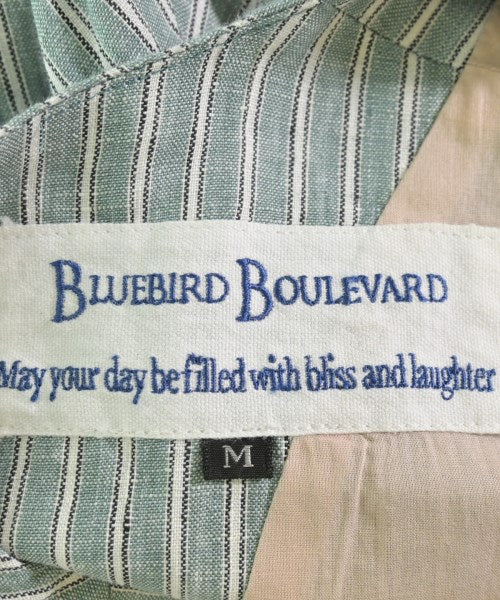 BLUEBIRD BOULEVARD
May your day be filled with bliss and laughter
M